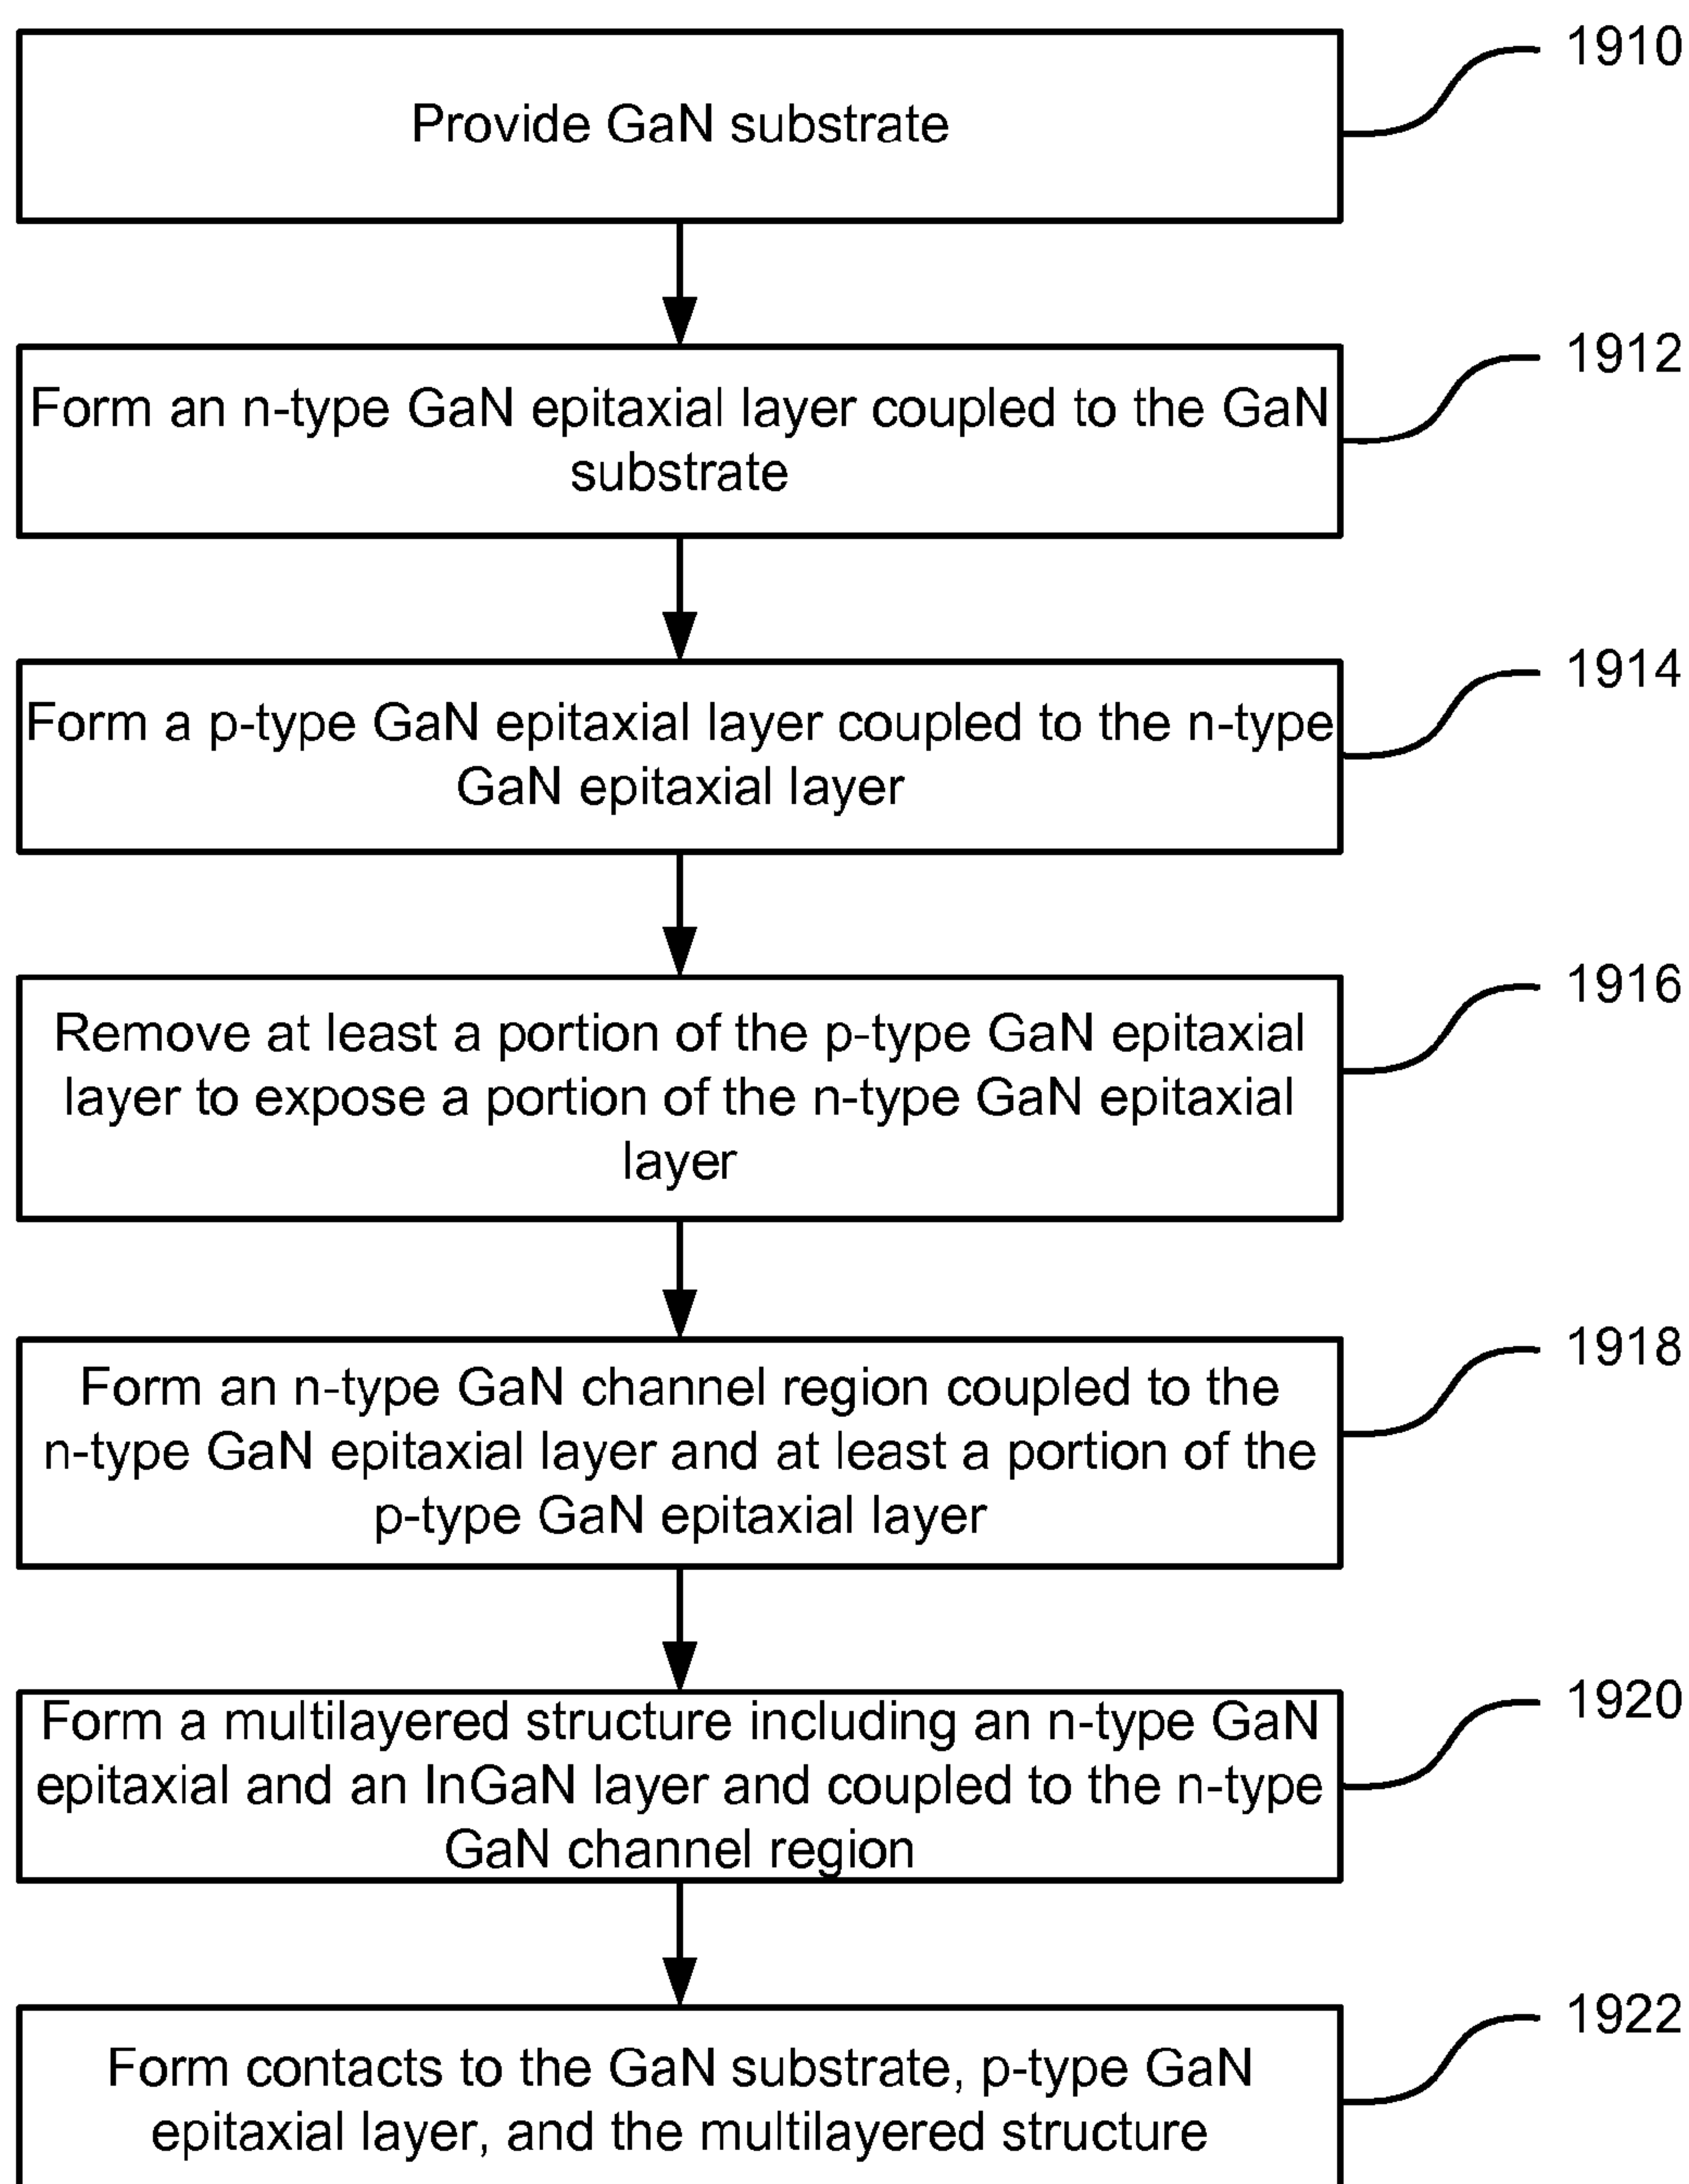 1910
Provide GaN substrate
1912
Form an n-type GaN epitaxial layer coupled to the GaN
substrate
1914
Form a p-type GaN epitaxial layer coupled to the n-type
GaN epitaxial layer
1916
Remove at least a portion of the p-type GaN epitaxial
layer to expose a portion of the n-type GaN epitaxial
layer
1918
Form an n-type GaN channel region coupled to the
n-type GaN epitaxial layer and at least a portion of the
p-type GaN epitaxial layer
1920
Form a multilayered structure including an n-type GaN
epitaxial and an InGaN layer and coupled to the n-type
GaN channel region
1922
Form contacts to the GaN substrate, p-type GaN
epitaxial layer, and the multilayered structure